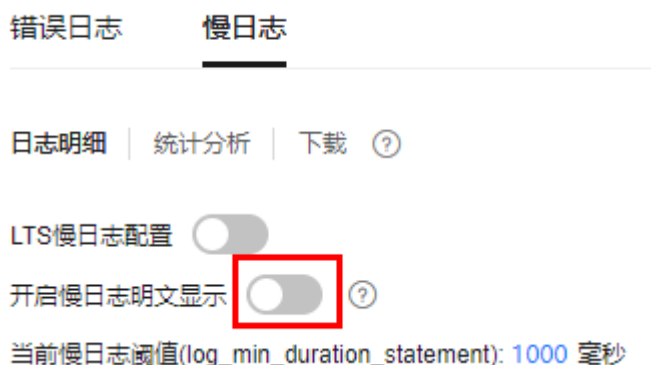 错误日志 慢日志
日志明细 统计分析 下载 ?
LTS慢日志配置
开启慢日志明文显示 ?
当前慢日志阈值(log_min_duration_statement): 1000 毫秒